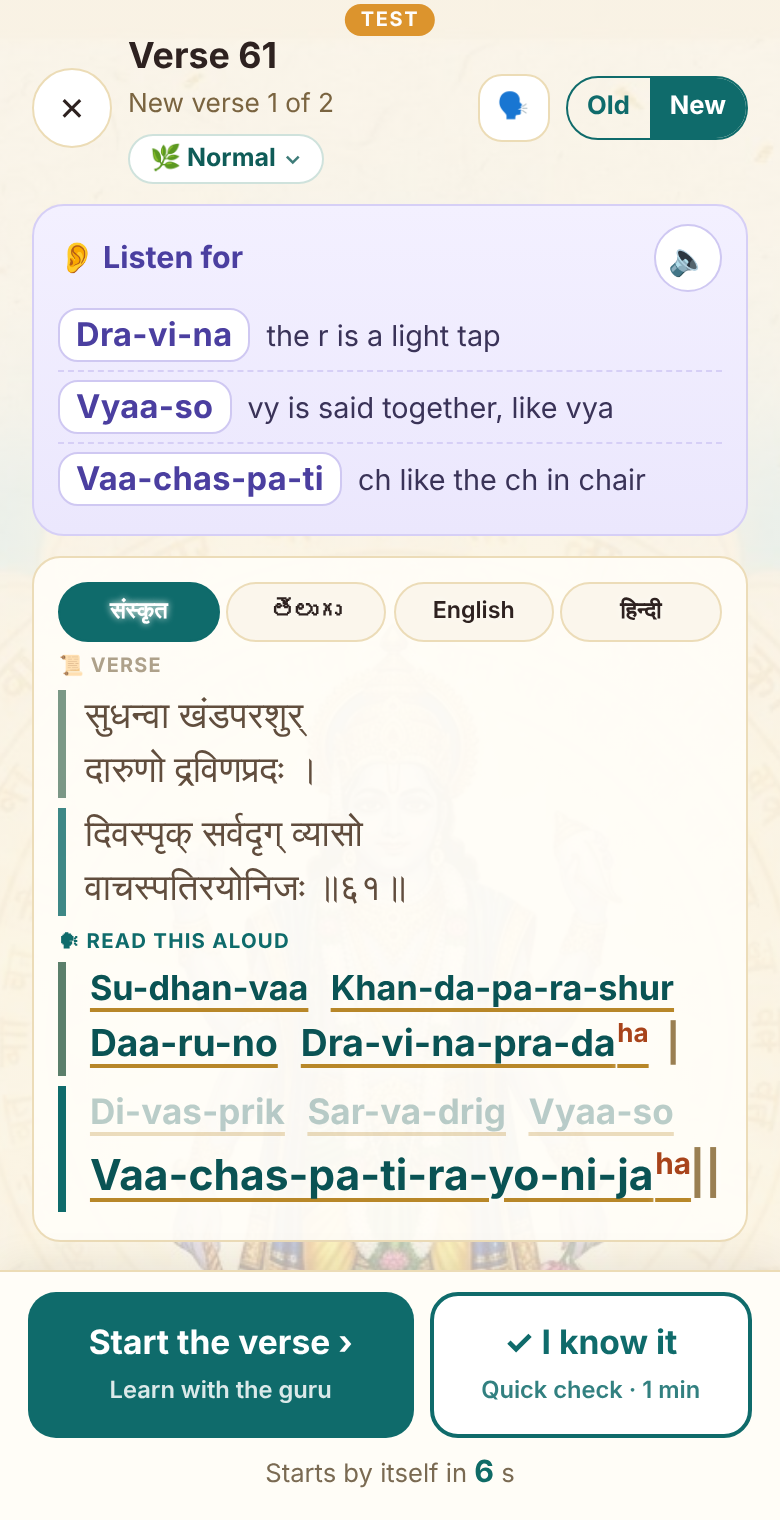 TEST
Verse 61
New verse 1 of 2
Normal
Old New
Listen for
Dra-vi-na the r is a light tap
Vyaa-so vy is said together, like vya
Vaa-chas-pa-ti ch like the ch in chair
संस्कृत తెలుగు English हिन्दी
VERSE
सुधन्वा खंडपरशुर्
दारुणो द्रविणप्रदः ।
दिवस्पृक् सर्वदृग् व्यासो
वाचस्पतिरयोनिजः ॥६१॥
READ THIS ALOUD
Su-dhan-vaa Khan-da-pa-ra-shur
Daa-ru-no Dra-vi-na-pra-daha |
Di-vas-prik Sar-va-drig Vyaa-so
Vaa-chas-pa-ti-ra-yo-ni-jaha||
Start the verse ›
Learn with the guru
✓ I know it
Quick check · 1 min
Starts by itself in 6 s